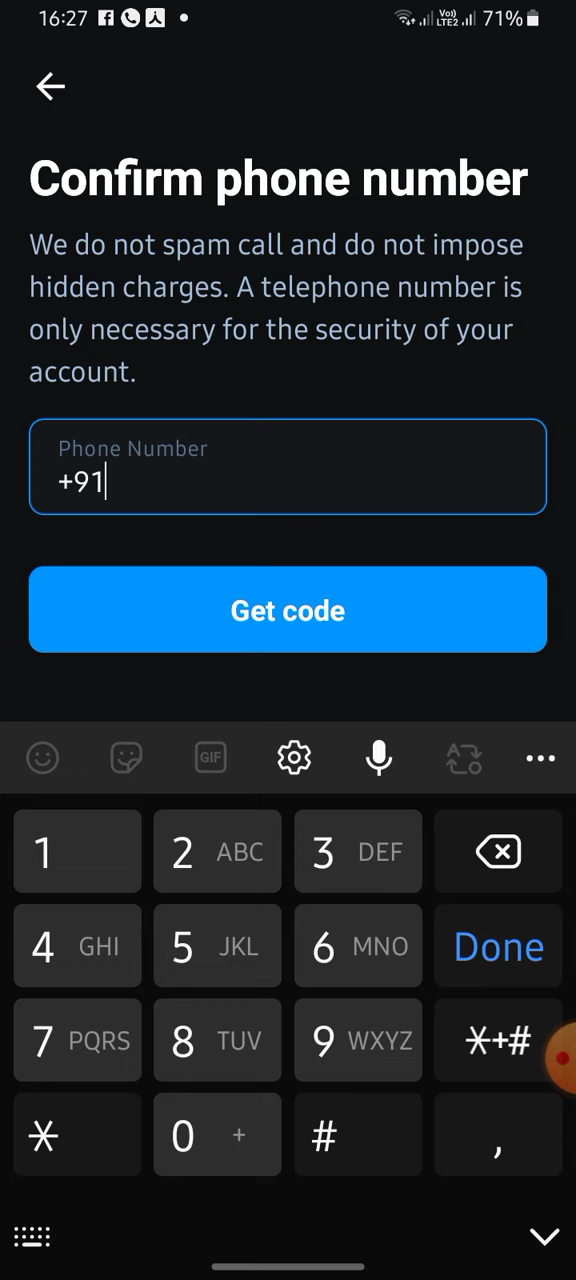 16:27 Vo) LTE2 71%
Confirm phone number
We do not spam call and do not impose
hidden charges. A telephone number is
only necessary for the security of your
account.
Phone Number
+91
Get code
GIF
1 2 ABC 3 DEF
4 GHI 5 JKL 6 MNO Done
7 PQRS 8 TUV 9 WXYZ *+#
* 0 + # ,